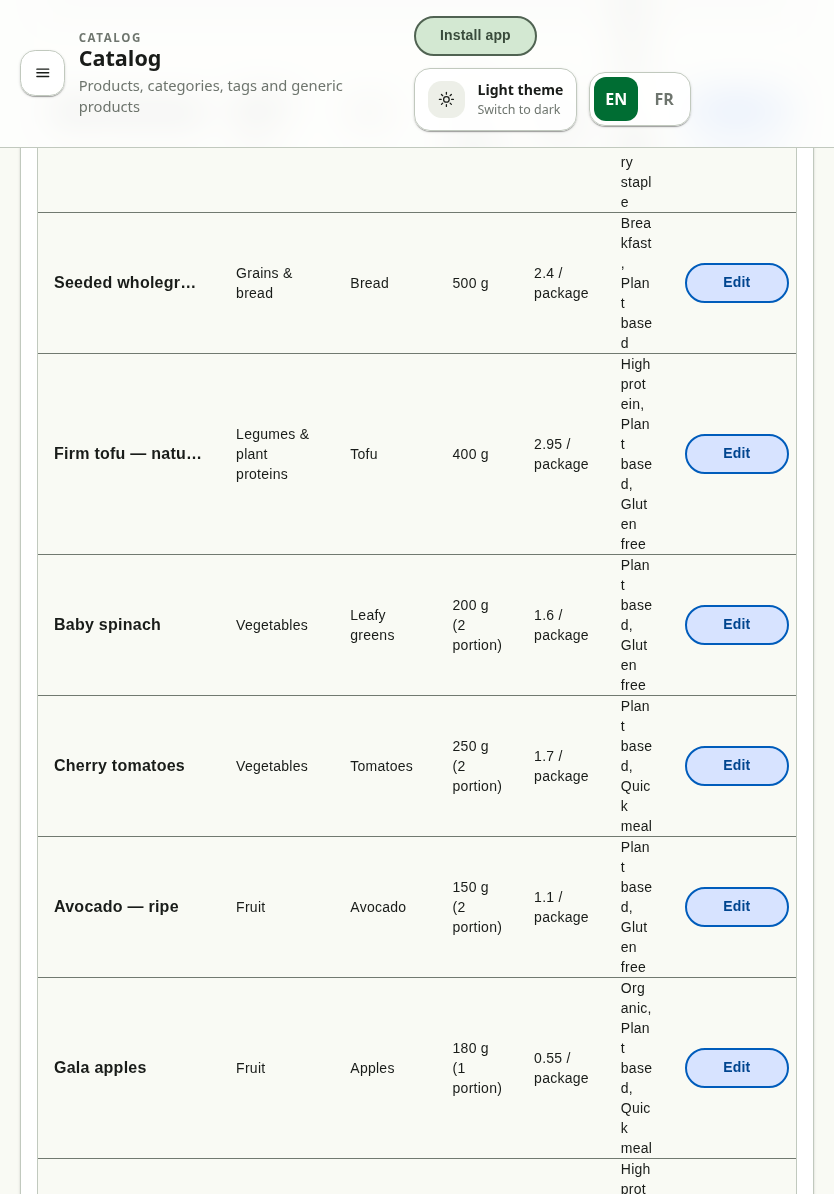 CATALOG
Catalog
Products, categories, tags and generic
products
Install app
Light theme
Switch to dark
EN
FR
ry
stapl
e
Seeded wholegr…
Grains &
bread
Bread
500 g
2.4 /
package
Brea
kfast
,
Plan
t
base
d
Edit
Firm tofu — natu…
Legumes &
plant
proteins
Tofu
400 g
2.95 /
package
High
prot
ein,
Plan
t
base
d,
Glut
en
free
Edit
Baby spinach
Vegetables
Leafy
greens
200 g
(2
portion)
1.6 /
package
Plan
t
base
d,
Glut
en
free
Edit
Cherry tomatoes
Vegetables
Tomatoes
250 g
(2
portion)
1.7 /
package
Plan
t
base
d,
Quic
k
meal
Edit
Avocado — ripe
Fruit
Avocado
150 g
(2
portion)
1.1 /
package
Plan
t
base
d,
Glut
en
free
Edit
Gala apples
Fruit
Apples
180 g
(1
portion)
0.55 /
package
Org
anic,
Plan
t
base
d,
Quic
k
meal
Edit
High
prot